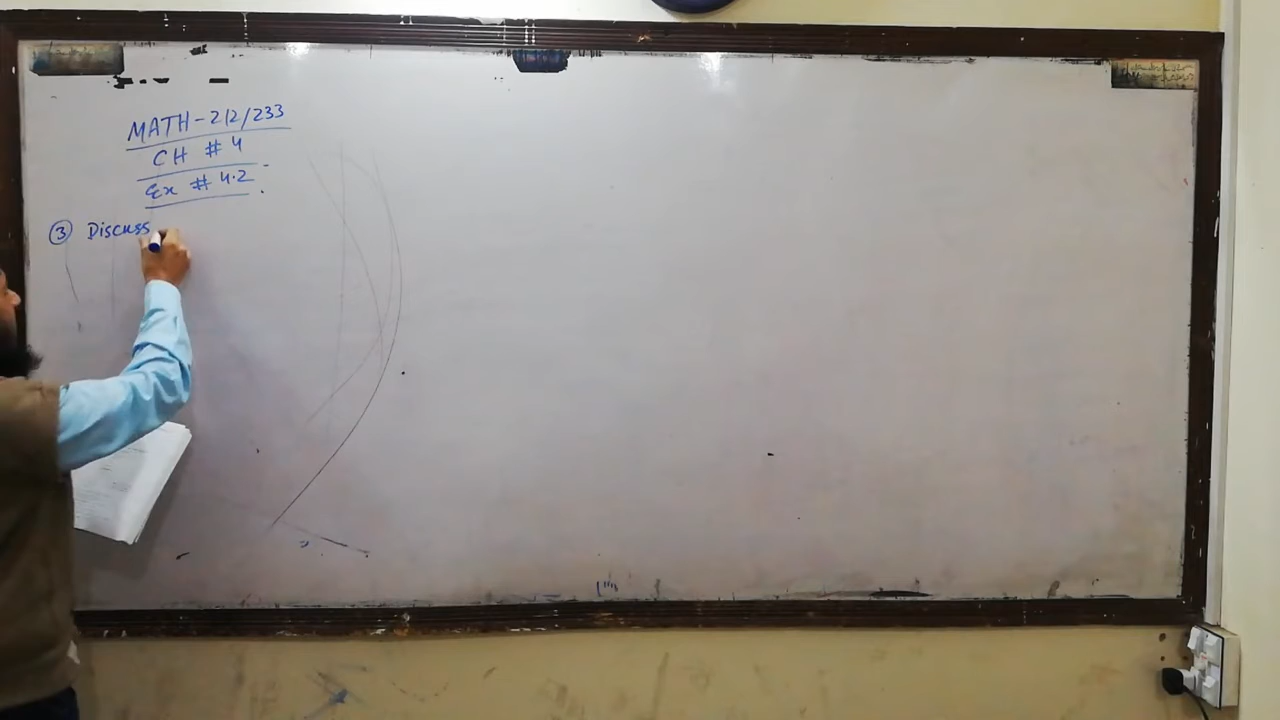 MATH-212/233
CH # 4
Ex # 4.2
③ Discuss